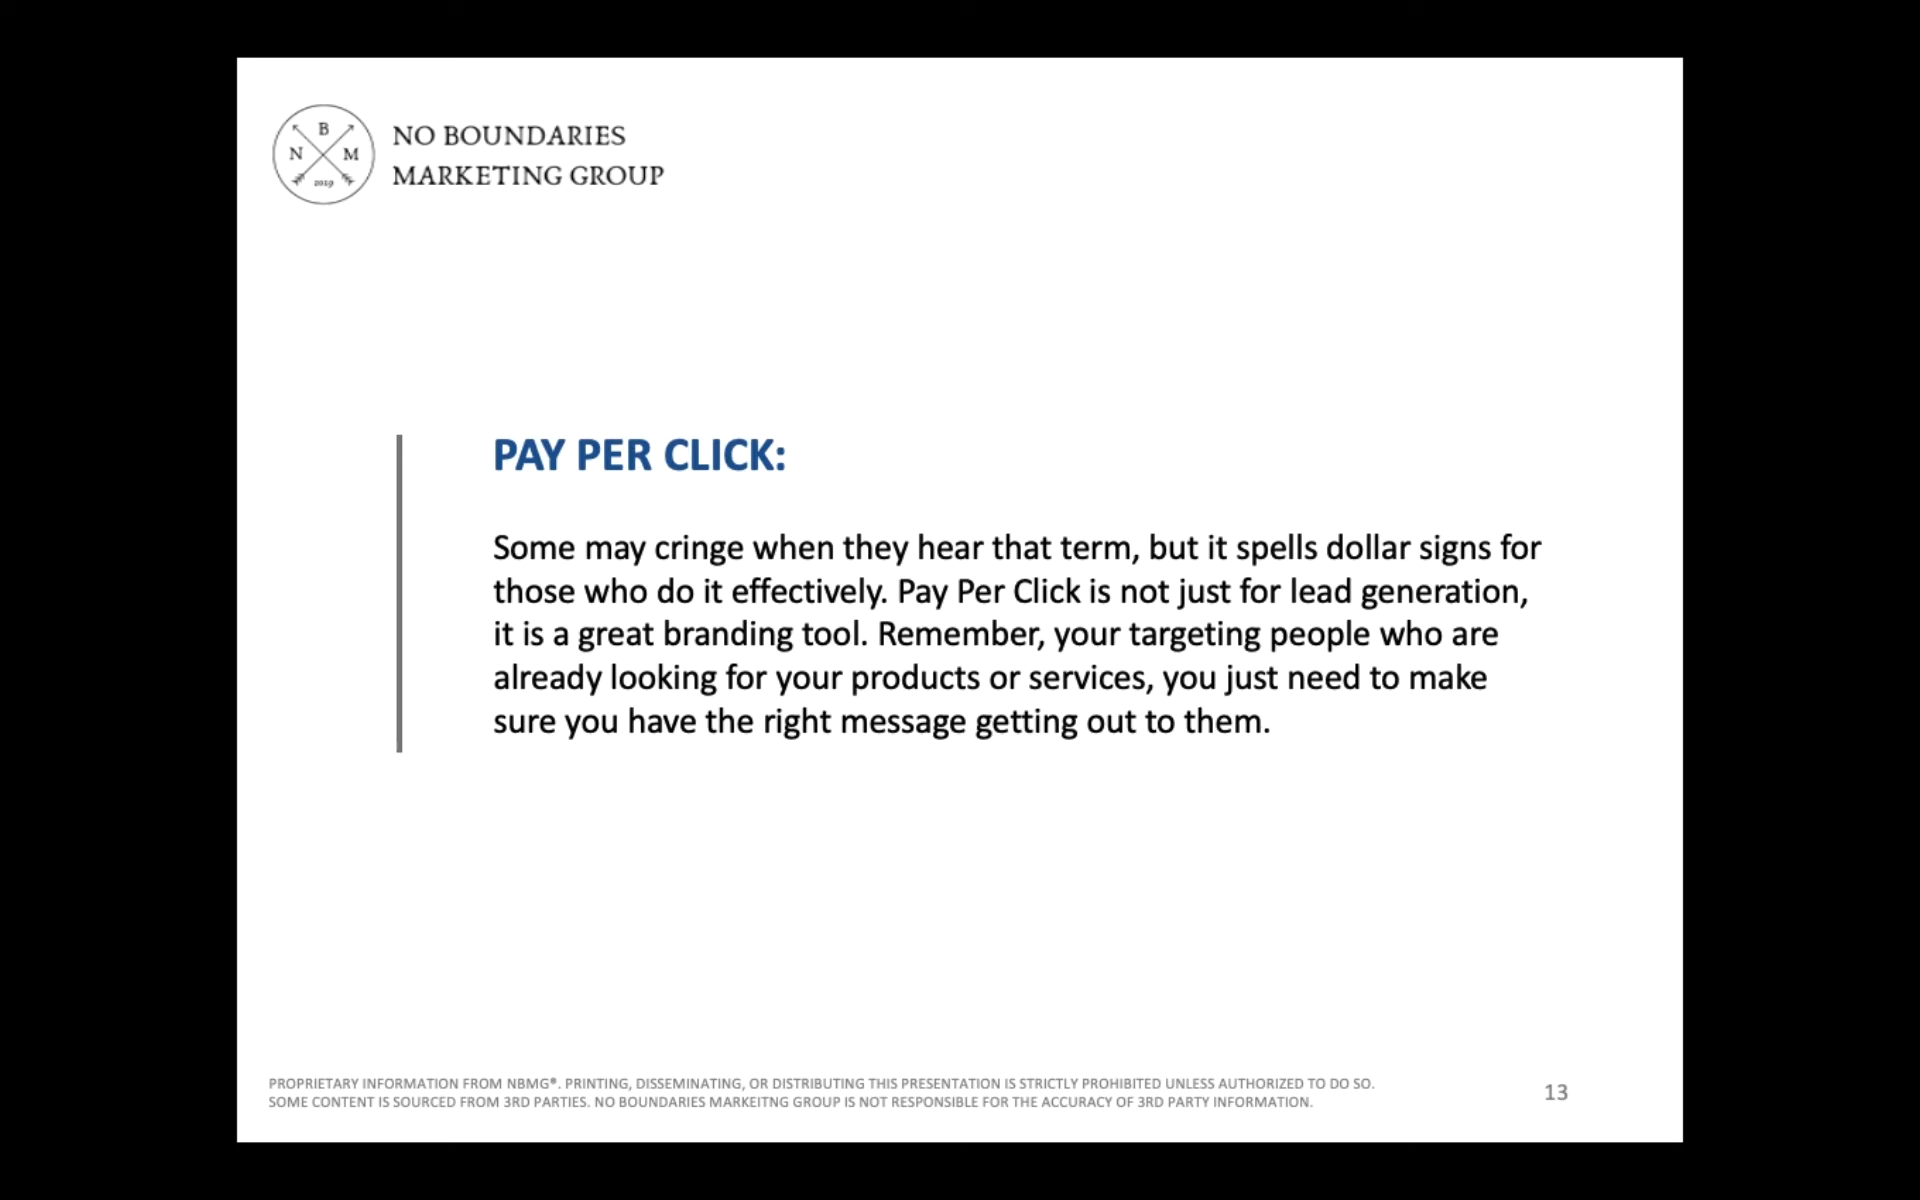 B
N M
2019
NO BOUNDARIES
MARKETING GROUP
PAY PER CLICK:
Some may cringe when they hear that term, but it spells dollar signs for
those who do it effectively. Pay Per Click is not just for lead generation,
it is a great branding tool. Remember, your targeting people who are
already looking for your products or services, you just need to make
sure you have the right message getting out to them.
PROPRIETARY INFORMATION FROM NBMG®. PRINTING, DISSEMINATING, OR DISTRIBUTING THIS PRESENTATION IS STRICTLY PROHIBITED UNLESS AUTHORIZED TO DO SO.
SOME CONTENT IS SOURCED FROM 3RD PARTIES. NO BOUNDARIES MARKEITNG GROUP IS NOT RESPONSIBLE FOR THE ACCURACY OF 3RD PARTY INFORMATION.
13